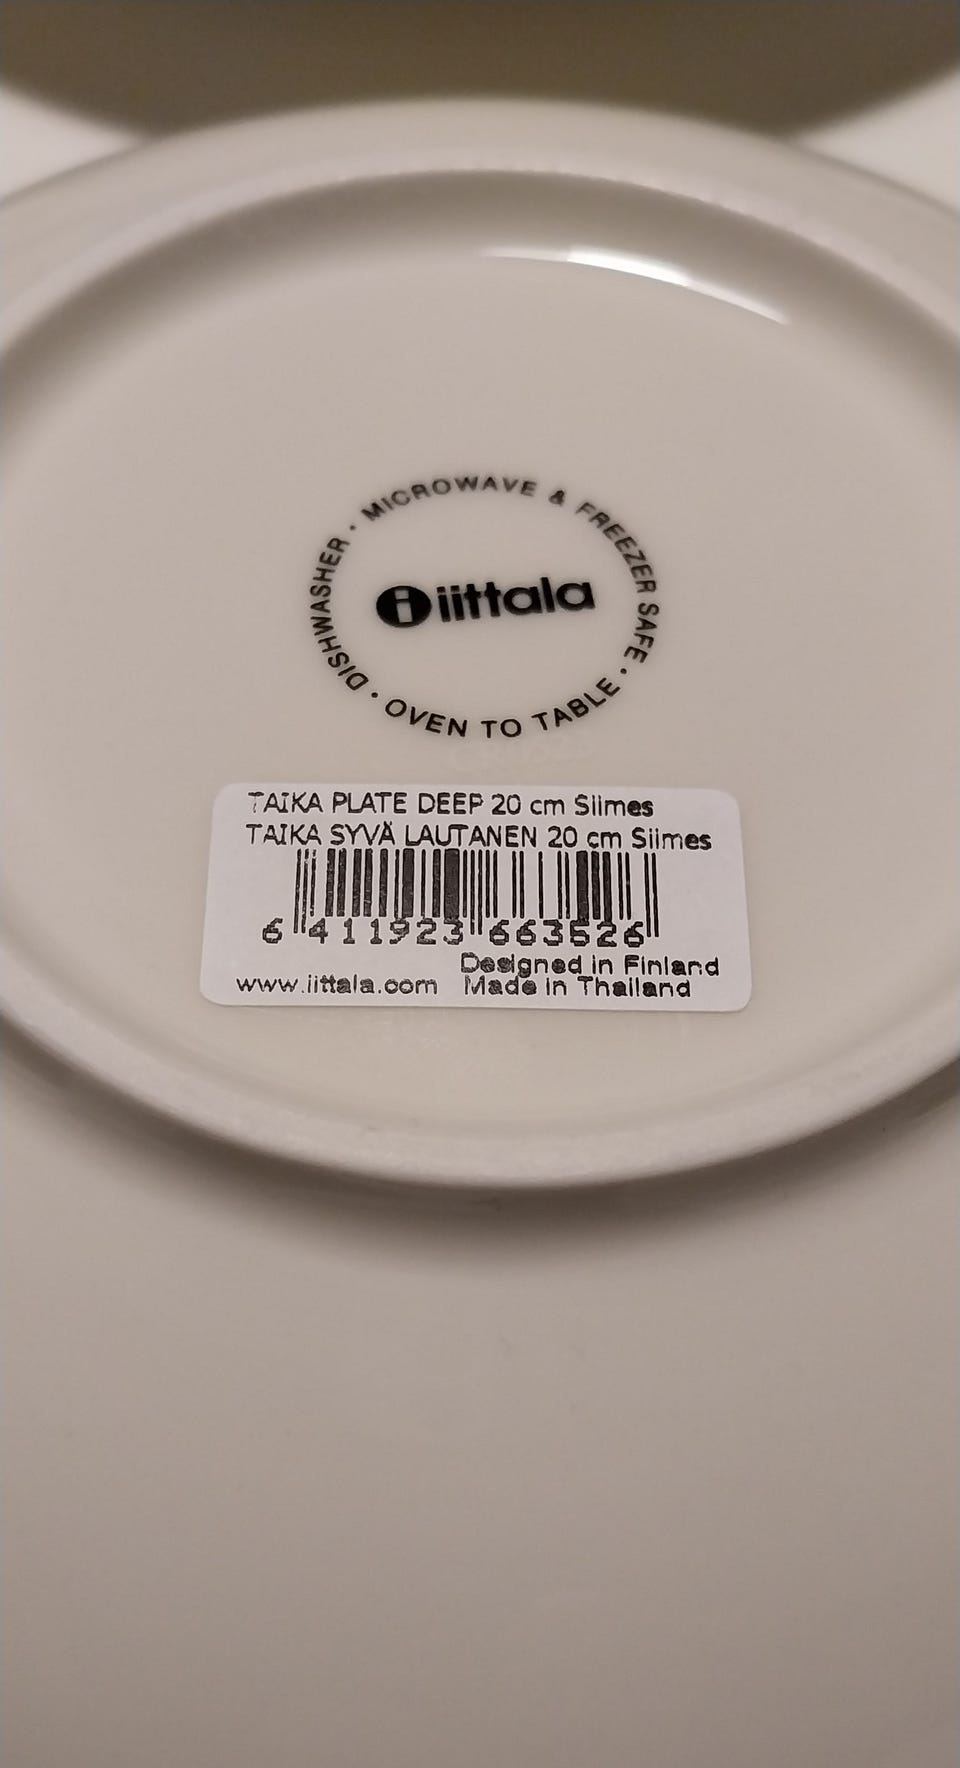 DISHWASHER · MICROWAVE & FREEZER SAFE · OVEN TO TABLE ·
i iittala
TAIKA PLATE DEEP 20 cm Siimes
TAIKA SYVÄ LAUTANEN 20 cm Siimes
6 411923 663526
Designed in Finland
www.iittala.com Made in Thailand